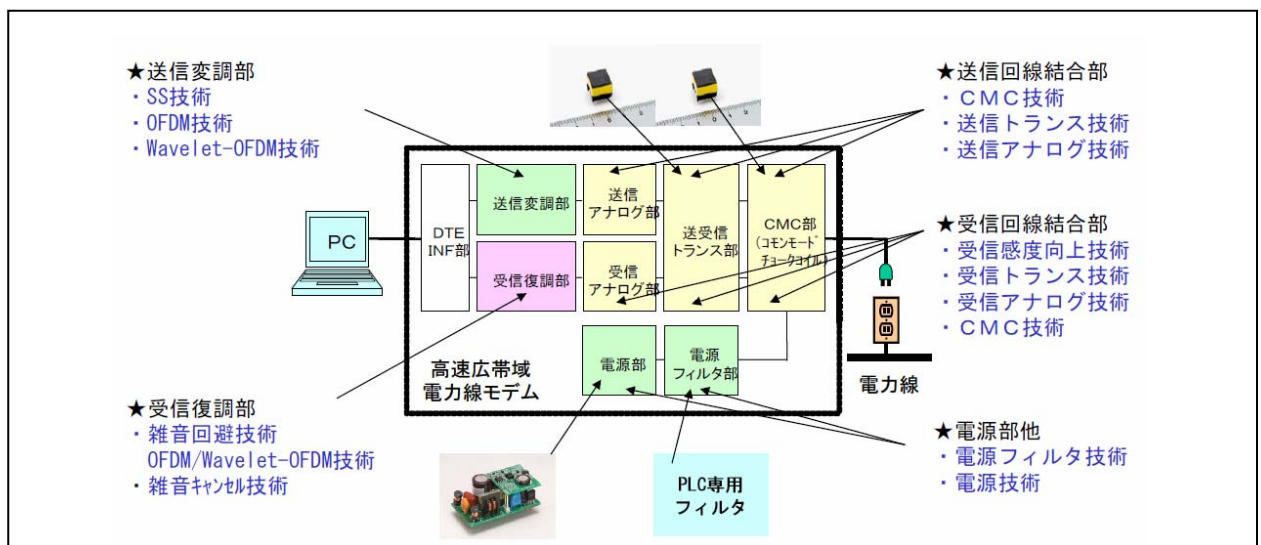 ★送信変調部
・SS技術
・OFDM技術
・Wavelet-OFDM技術
★送信回線結合部
・CMC技術
・送信トランス技術
・送信アナログ技術
PC
DTE
INF部
送信変調部
送信
アナログ部
送受信
トランス部
CMC部
(コモンモード
チョークコイル)
受信復調部
受信
アナログ部
★受信回線結合部
・受信感度向上技術
・受信トランス技術
・受信アナログ技術
・CMC技術
高速広帯域
電力線モデム
電源部
電源
フィルタ部
電力線
★受信復調部
・雑音回避技術
OFDM/Wavelet-OFDM技術
・雑音キャンセル技術
PLC専用
フィルタ
★電源部他
・電源フィルタ技術
・電源技術